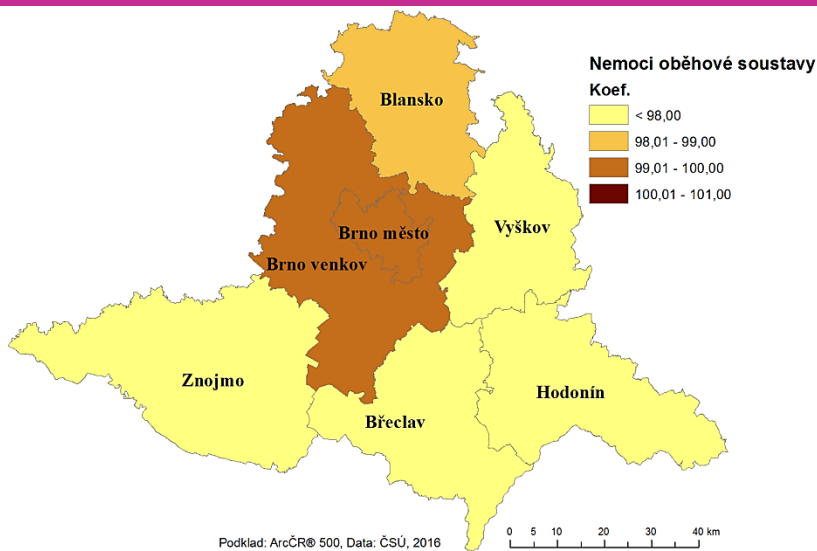 Nemoci oběhové soustavy
Koef.
< 98,00
98,01 - 99,00
99,01 - 100,00
100,01 - 101,00
Blansko
Vyškov
Brno město
Brno venkov
Znojmo
Hodonín
Břeclav
Podklad: ArcČR® 500, Data: ČSÚ, 2016
0 5 10 20 30 40 km